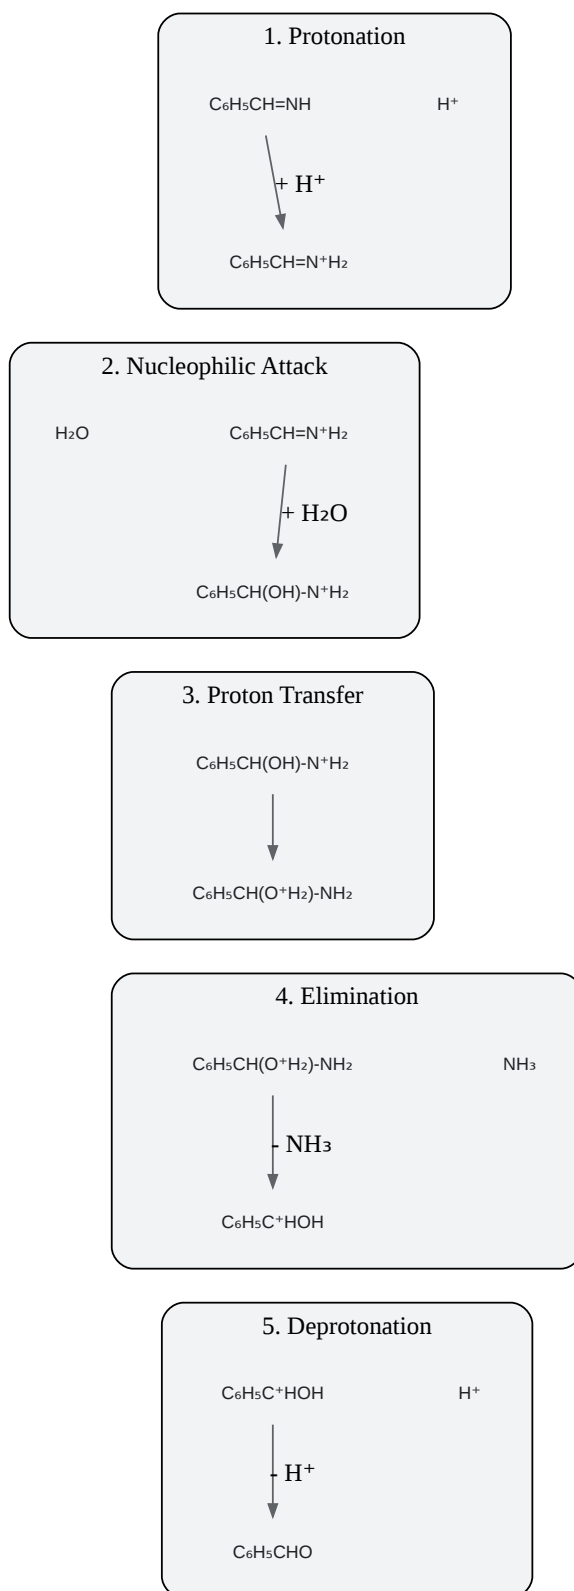 1. Protonation
C₆H₅CH=NH H⁺
+ H⁺
C₆H₅CH=N⁺H₂
2. Nucleophilic Attack
H₂O C₆H₅CH=N⁺H₂
+ H₂O
C₆H₅CH(OH)-N⁺H₂
3. Proton Transfer
C₆H₅CH(OH)-N⁺H₂
C₆H₅CH(O⁺H₂)-NH₂
4. Elimination
C₆H₅CH(O⁺H₂)-NH₂ NH₃
- NH₃
C₆H₅C⁺HOH
5. Deprotonation
C₆H₅C⁺HOH H⁺
- H⁺
C₆H₅CHO